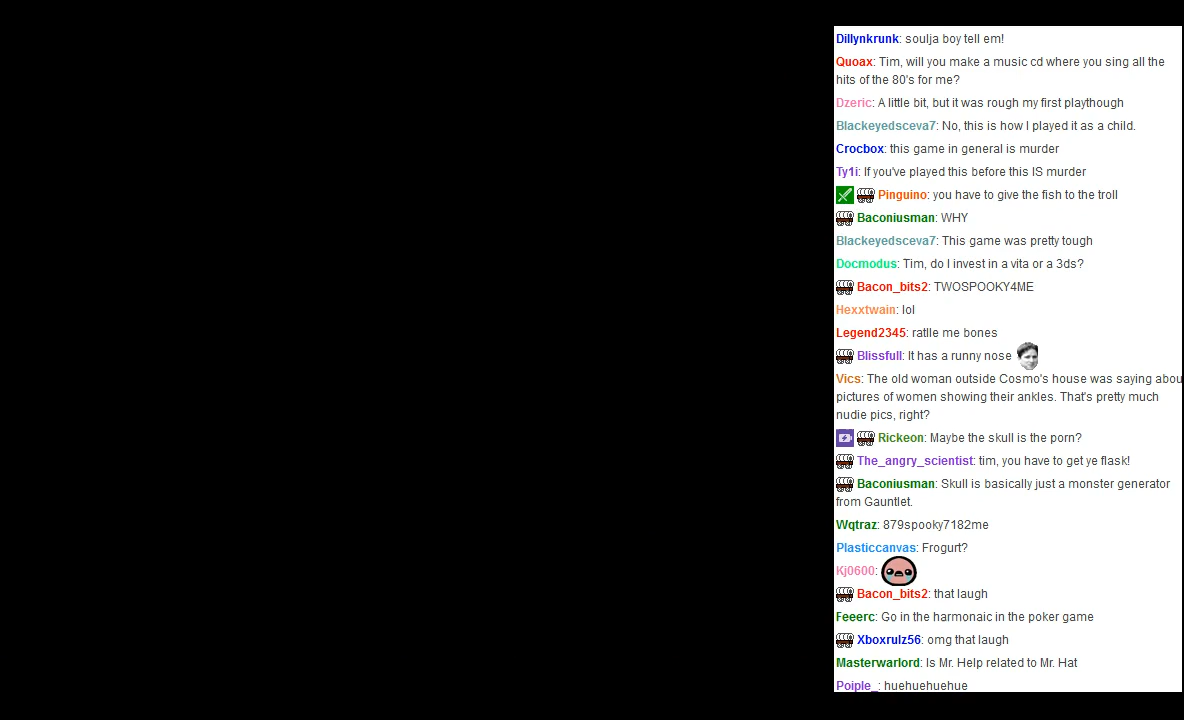 Dillynkrunk: soulja boy tell em!
Quoax: Tim, will you make a music cd where you sing all the
hits of the 80's for me?
Dzeric: A little bit, but it was rough my first playthough
Blackeyedsceva7: No, this is how I played it as a child.
Crocbox: this game in general is murder
Ty1i: If you've played this before this IS murder
Pinguino: you have to give the fish to the troll
Baconiusman: WHY
Blackeyedsceva7: This game was pretty tough
Docmodus: Tim, do I invest in a vita or a 3ds?
Bacon_bits2: TWOSPOOKY4ME
Hexxtwain: lol
Legend2345: ratlle me bones
Blissfull: It has a runny nose
Vics: The old woman outside Cosmo's house was saying abou
pictures of women showing their ankles. That's pretty much
nudie pics, right?
Rickeon: Maybe the skull is the porn?
The_angry_scientist: tim, you have to get ye flask!
Baconiusman: Skull is basically just a monster generator
from Gauntlet.
Wqtraz: 879spooky7182me
Plasticcanvas: Frogurt?
Kj0600:
Bacon_bits2: that laugh
Feeerc: Go in the harmonaic in the poker game
Xboxrulz56: omg that laugh
Masterwarlord: Is Mr. Help related to Mr. Hat
Poiple_: huehuehuehue